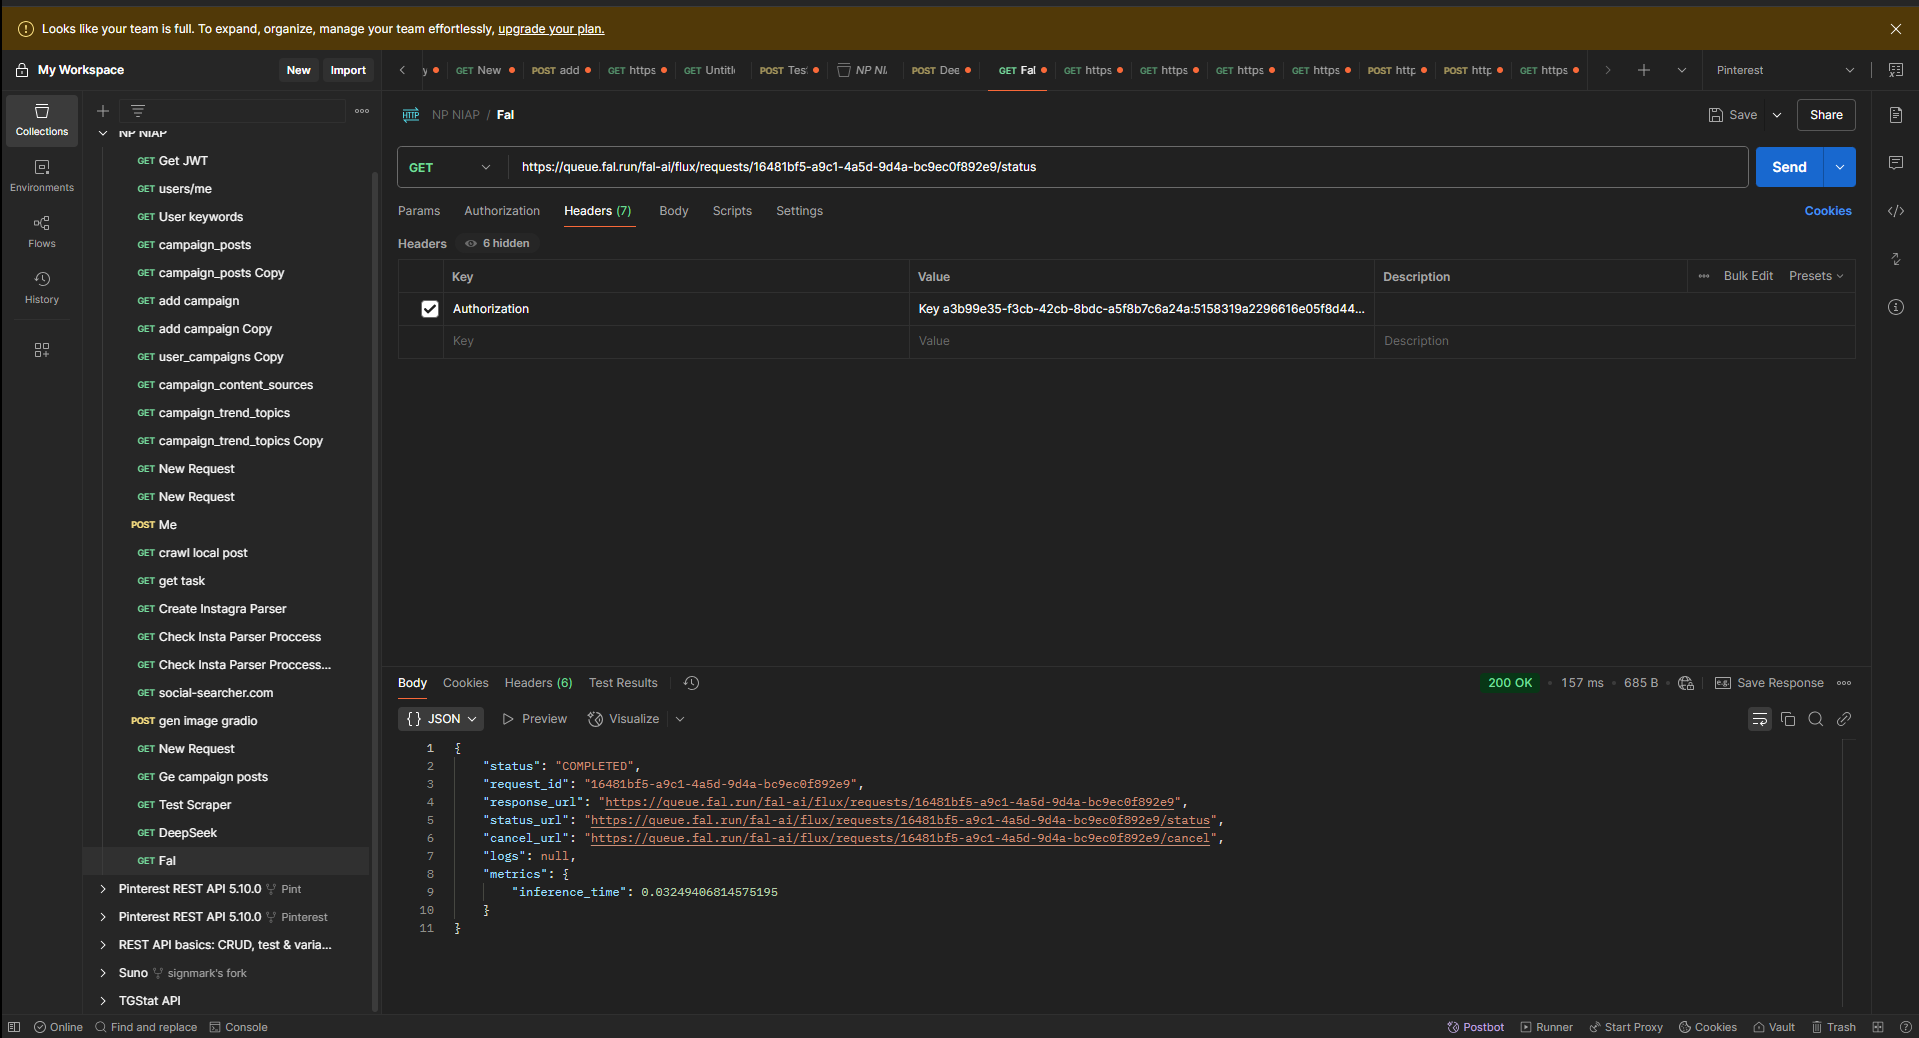 Looks like your team is full. To expand, organize, manage your team effortlessly, upgrade your plan.
My Workspace
New
Import
y
GET New
POST add
GET https
GET Untitl
POST Tes
NP NI
POST Dee
GET Fal
GET https
GET https
GET https
GET https
POST http
POST http
GET https
Pinterest
Collections
Environments
Flows
History
NP NIAP
GET Get JWT
GET users/me
GET User keywords
GET campaign_posts
GET campaign_posts Copy
GET add campaign
GET add campaign Copy
GET user_campaigns Copy
GET campaign_content_sources
GET campaign_trend_topics
GET campaign_trend_topics Copy
GET New Request
GET New Request
POST Me
GET crawl local post
GET get task
GET Create Instagra Parser
GET Check Insta Parser Proccess
GET Check Insta Parser Proccess...
GET social-searcher.com
POST gen image gradio
GET New Request
GET Ge campaign posts
GET Test Scraper
GET DeepSeek
GET Fal
Pinterest REST API 5.10.0 Pint
Pinterest REST API 5.10.0 Pinterest
REST API basics: CRUD, test & varia...
Suno signmark's fork
TGStat API
HTTP NP NIAP / Fal
Save
Share
GET https://queue.fal.run/fal-ai/flux/requests/16481bf5-a9c1-4a5d-9d4a-bc9ec0f892e9/status
Send
Params Authorization Headers (7) Body Scripts Settings
Cookies
Headers 6 hidden
Key Value Description Bulk Edit Presets
Authorization Key a3b99e35-f3cb-42cb-8bdc-a5f8b7c6a24a:5158319a2296616e05f8d44...
Key Value Description
Body Cookies Headers (6) Test Results
200 OK 157 ms 685 B e.g. Save Response
{} JSON Preview Visualize
1 {
2 "status": "COMPLETED",
3 "request_id": "16481bf5-a9c1-4a5d-9d4a-bc9ec0f892e9",
4 "response_url": "https://queue.fal.run/fal-ai/flux/requests/16481bf5-a9c1-4a5d-9d4a-bc9ec0f892e9",
5 "status_url": "https://queue.fal.run/fal-ai/flux/requests/16481bf5-a9c1-4a5d-9d4a-bc9ec0f892e9/status",
6 "cancel_url": "https://queue.fal.run/fal-ai/flux/requests/16481bf5-a9c1-4a5d-9d4a-bc9ec0f892e9/cancel",
7 "logs": null,
8 "metrics": {
9 "inference_time": 0.03249406814575195
10 }
11 }
Online Find and replace Console
Postbot Runner Start Proxy Cookies Vault Trash